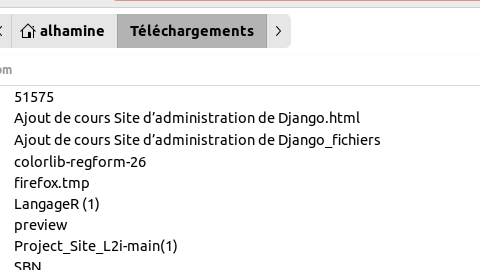 alhamine Téléchargements
om
51575
Ajout de cours Site d’administration de Django.html
Ajout de cours Site d’administration de Django_fichiers
colorlib-regform-26
firefox.tmp
LangageR (1)
preview
Project_Site_L2i-main(1)
SBN